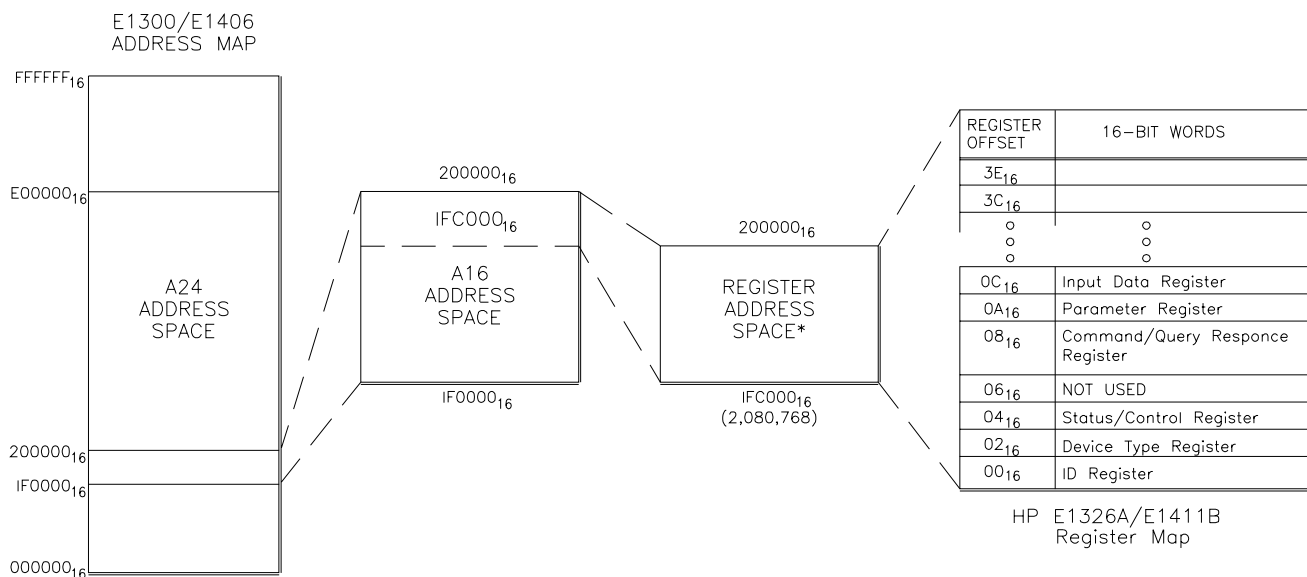 E1300/E1406
ADDRESS MAP
FFFFFF16
E0000016
A24
ADDRESS
SPACE
20000016
IF000016
00000016
20000016
IFC00016
A16
ADDRESS
SPACE
IF000016
20000016
REGISTER
ADDRESS
SPACE*
IFC00016
(2,080,768)
REGISTER
OFFSET
16-BIT WORDS
3E16
3C16
0C16 Input Data Register
0A16 Parameter Register
0816 Command/Query Responce
Register
0616 NOT USED
0416 Status/Control Register
0216 Device Type Register
0016 ID Register
HP E1326A/E1411B
Register Map